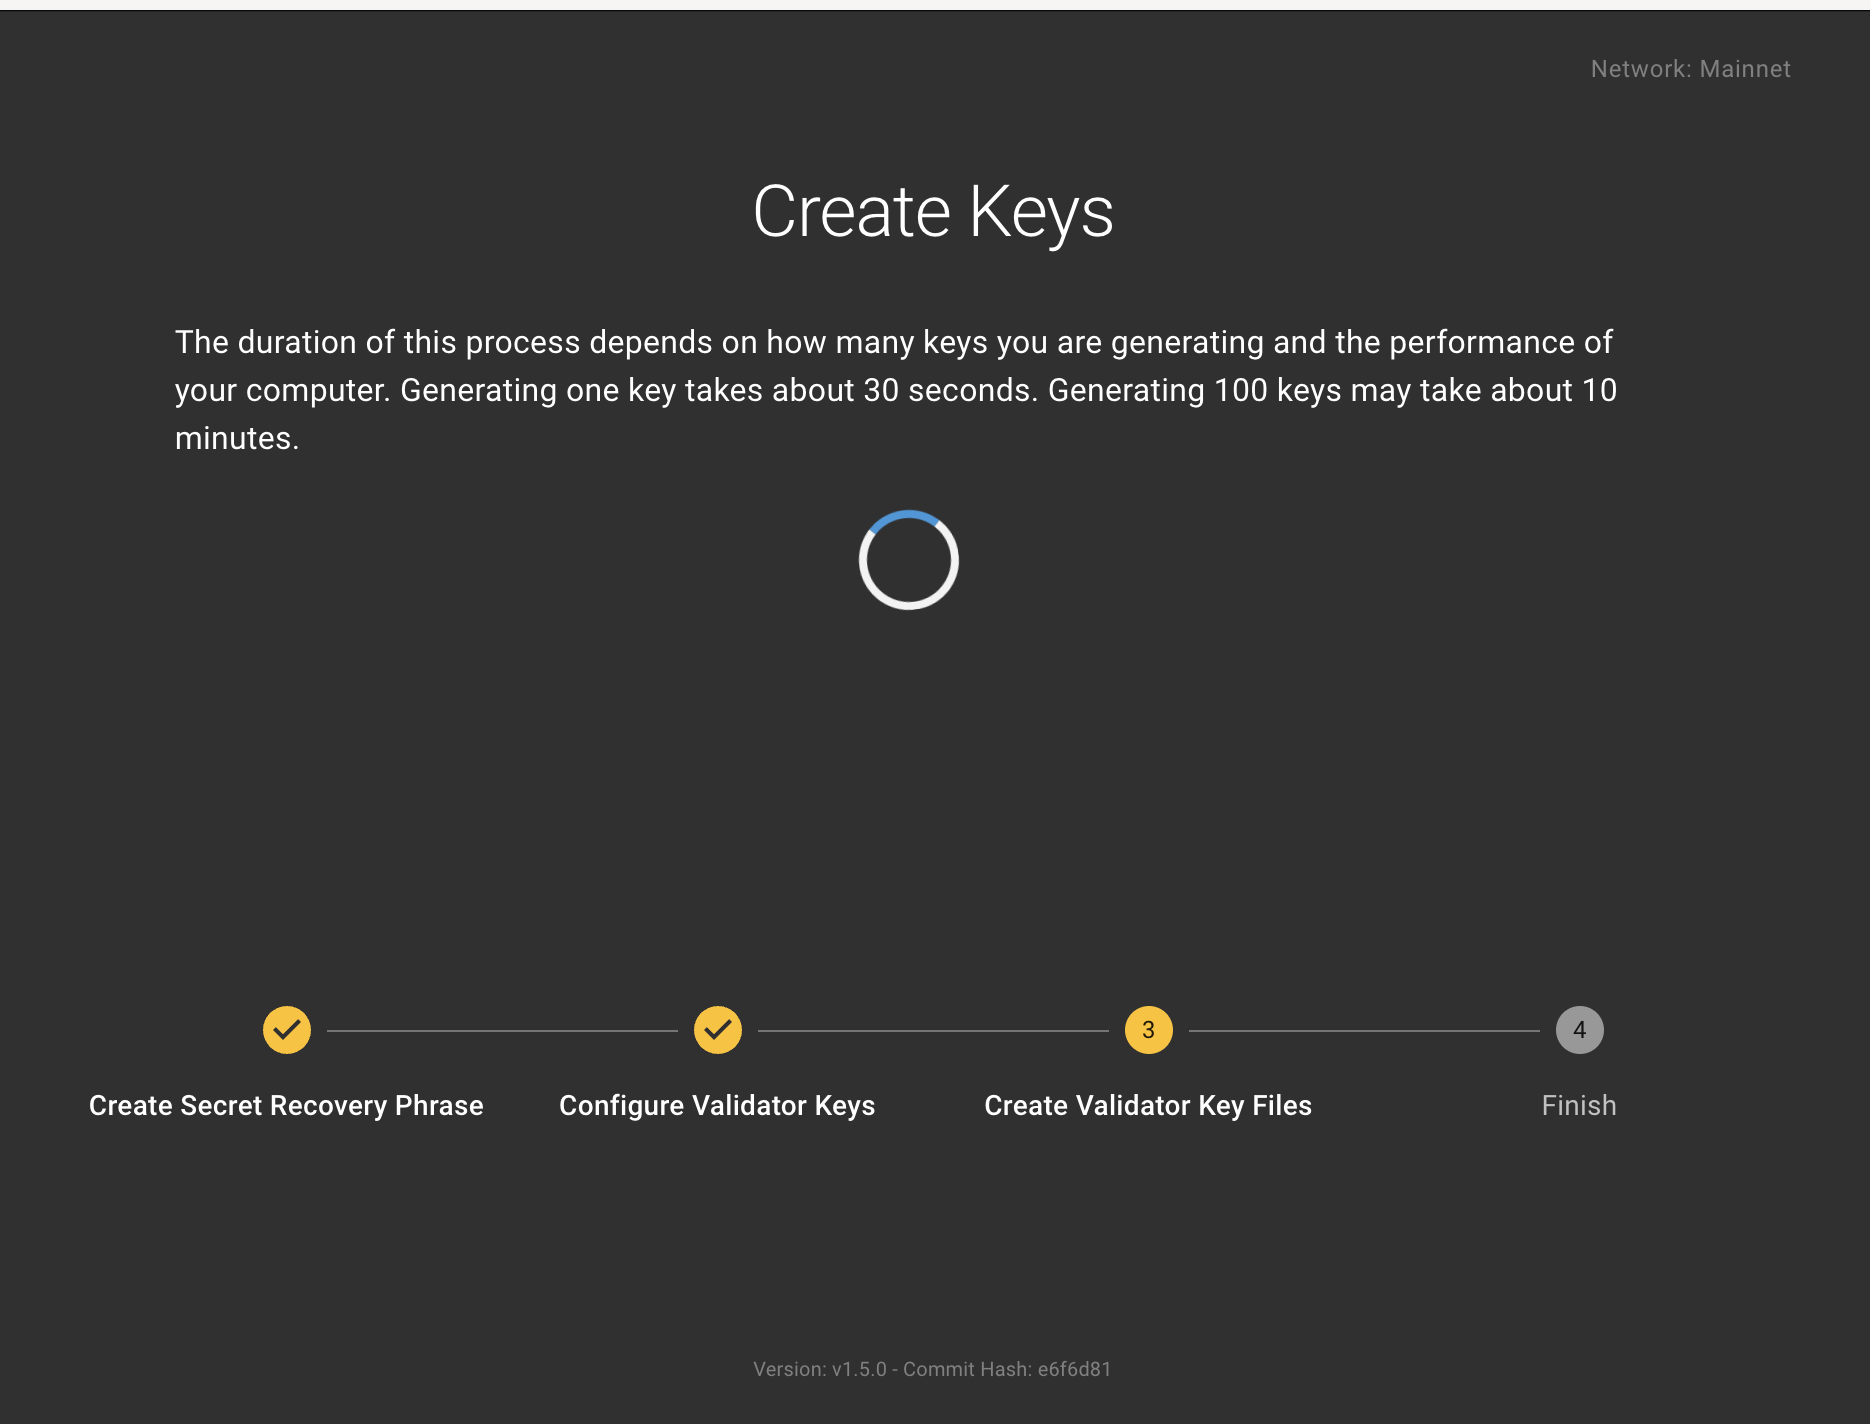 Network: Mainnet
Create Keys
The duration of this process depends on how many keys you are generating and the performance of
your computer. Generating one key takes about 30 seconds. Generating 100 keys may take about 10
minutes.
3
4
Create Secret Recovery Phrase
Configure Validator Keys
Create Validator Key Files
Finish
Version: v1.5.0 - Commit Hash: e6f6d81